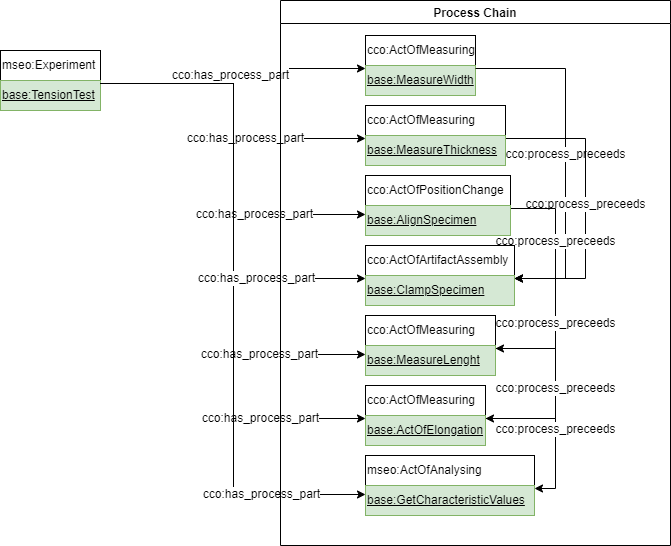 Process Chain
mseo:Experiment
base:TensionTest
cco:has_process_part
cco:ActOfMeasuring
base:MeasureWidth
cco:has_process_part
cco:ActOfMeasuring
base:MeasureThickness
cco:process_preceeds
cco:has_process_part
cco:ActOfPositionChange
base:AlignSpecimen
cco:process_preceeds
cco:process_preceeds
cco:has_process_part
cco:ActOfArtifactAssembly
base:ClampSpecimen
cco:process_preceeds
cco:has_process_part
cco:ActOfMeasuring
base:MeasureLenght
cco:process_preceeds
cco:has_process_part
cco:ActOfMeasuring
base:ActOfElongation
cco:process_preceeds
cco:has_process_part
mseo:ActOfAnalysing
base:GetCharacteristicValues